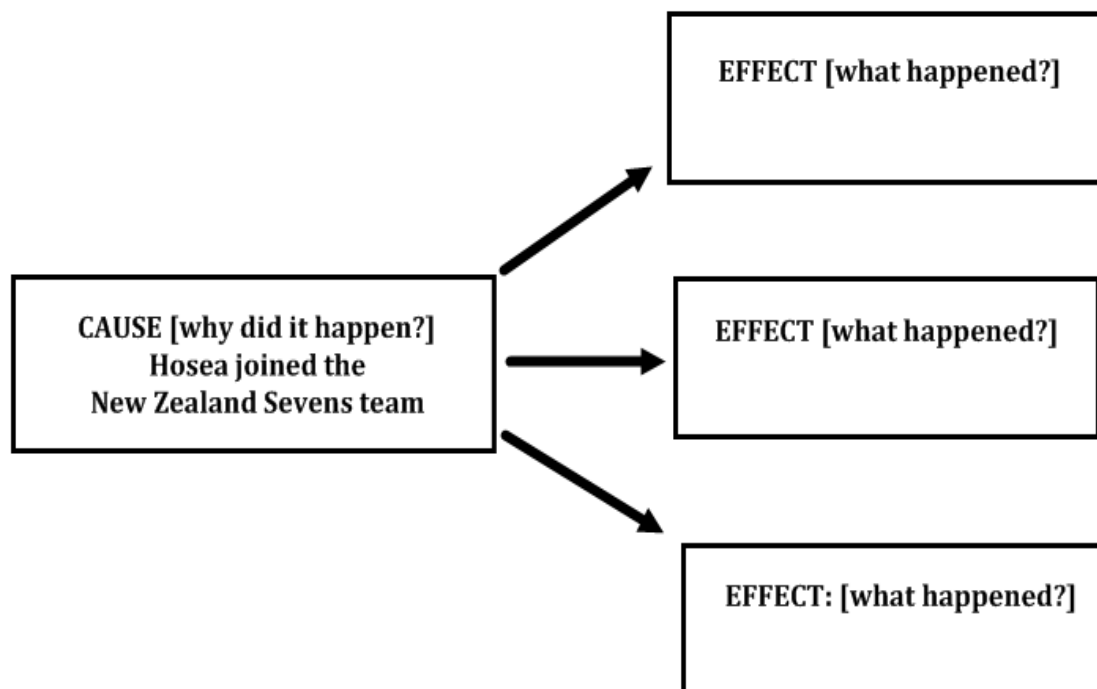 EFFECT [what happened?]
CAUSE [why did it happen?]
Hosea joined the
New Zealand Sevens team
EFFECT [what happened?]
EFFECT: [what happened?]